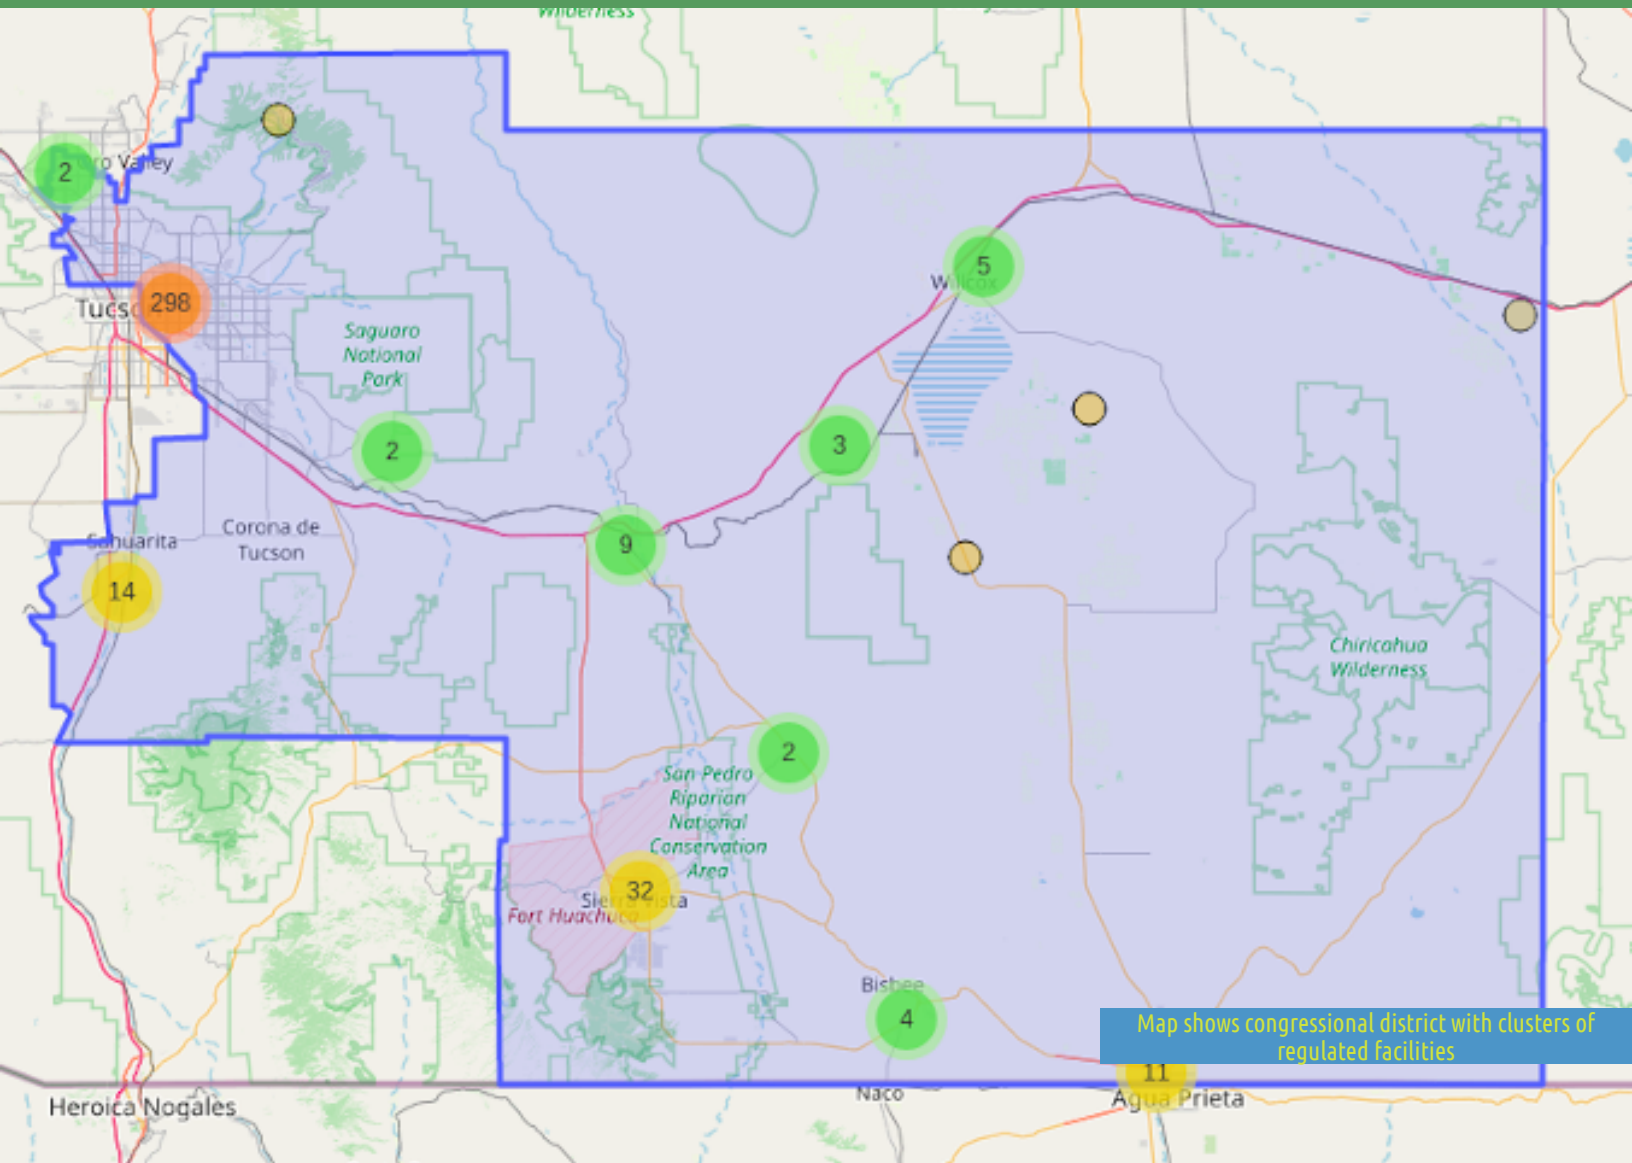 Wilderness
2
Oro Valley
298
Tucs
Saguaro
National
Park
5
Willcox
2
3
9
Corona de
Tucson
Sahuarita
14
Chiricahua
Wilderness
2
San Pedro
Riparian
National
Conservation
Area
32
Sierra Vista
Fort Huachuca
Bisbee
4
Map shows congressional district with clusters of
regulated facilities
11
Naco
Agua Prieta
Heroica Nogales